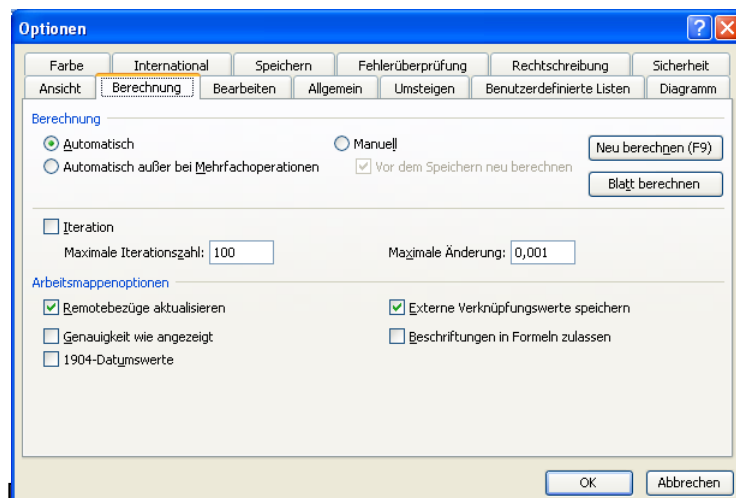 Optionen
Farbe International Speichern Fehlerüberprüfung Rechtschreibung Sicherheit
Ansicht Berechnung Bearbeiten Allgemein Umsteigen Benutzerdefinierte Listen Diagramm
Berechnung
Automatisch Manuell Neu berechnen (F9)
Automatisch außer bei Mehrfachoperationen Vor dem Speichern neu berechnen
Blatt berechnen
Iteration
Maximale Iterationszahl: 100 Maximale Änderung: 0,001
Arbeitsmappenoptionen
Remotebezüge aktualisieren Externe Verknüpfungswerte speichern
Genauigkeit wie angezeigt Beschriftungen in Formeln zulassen
1904-Datumswerte
OK Abbrechen